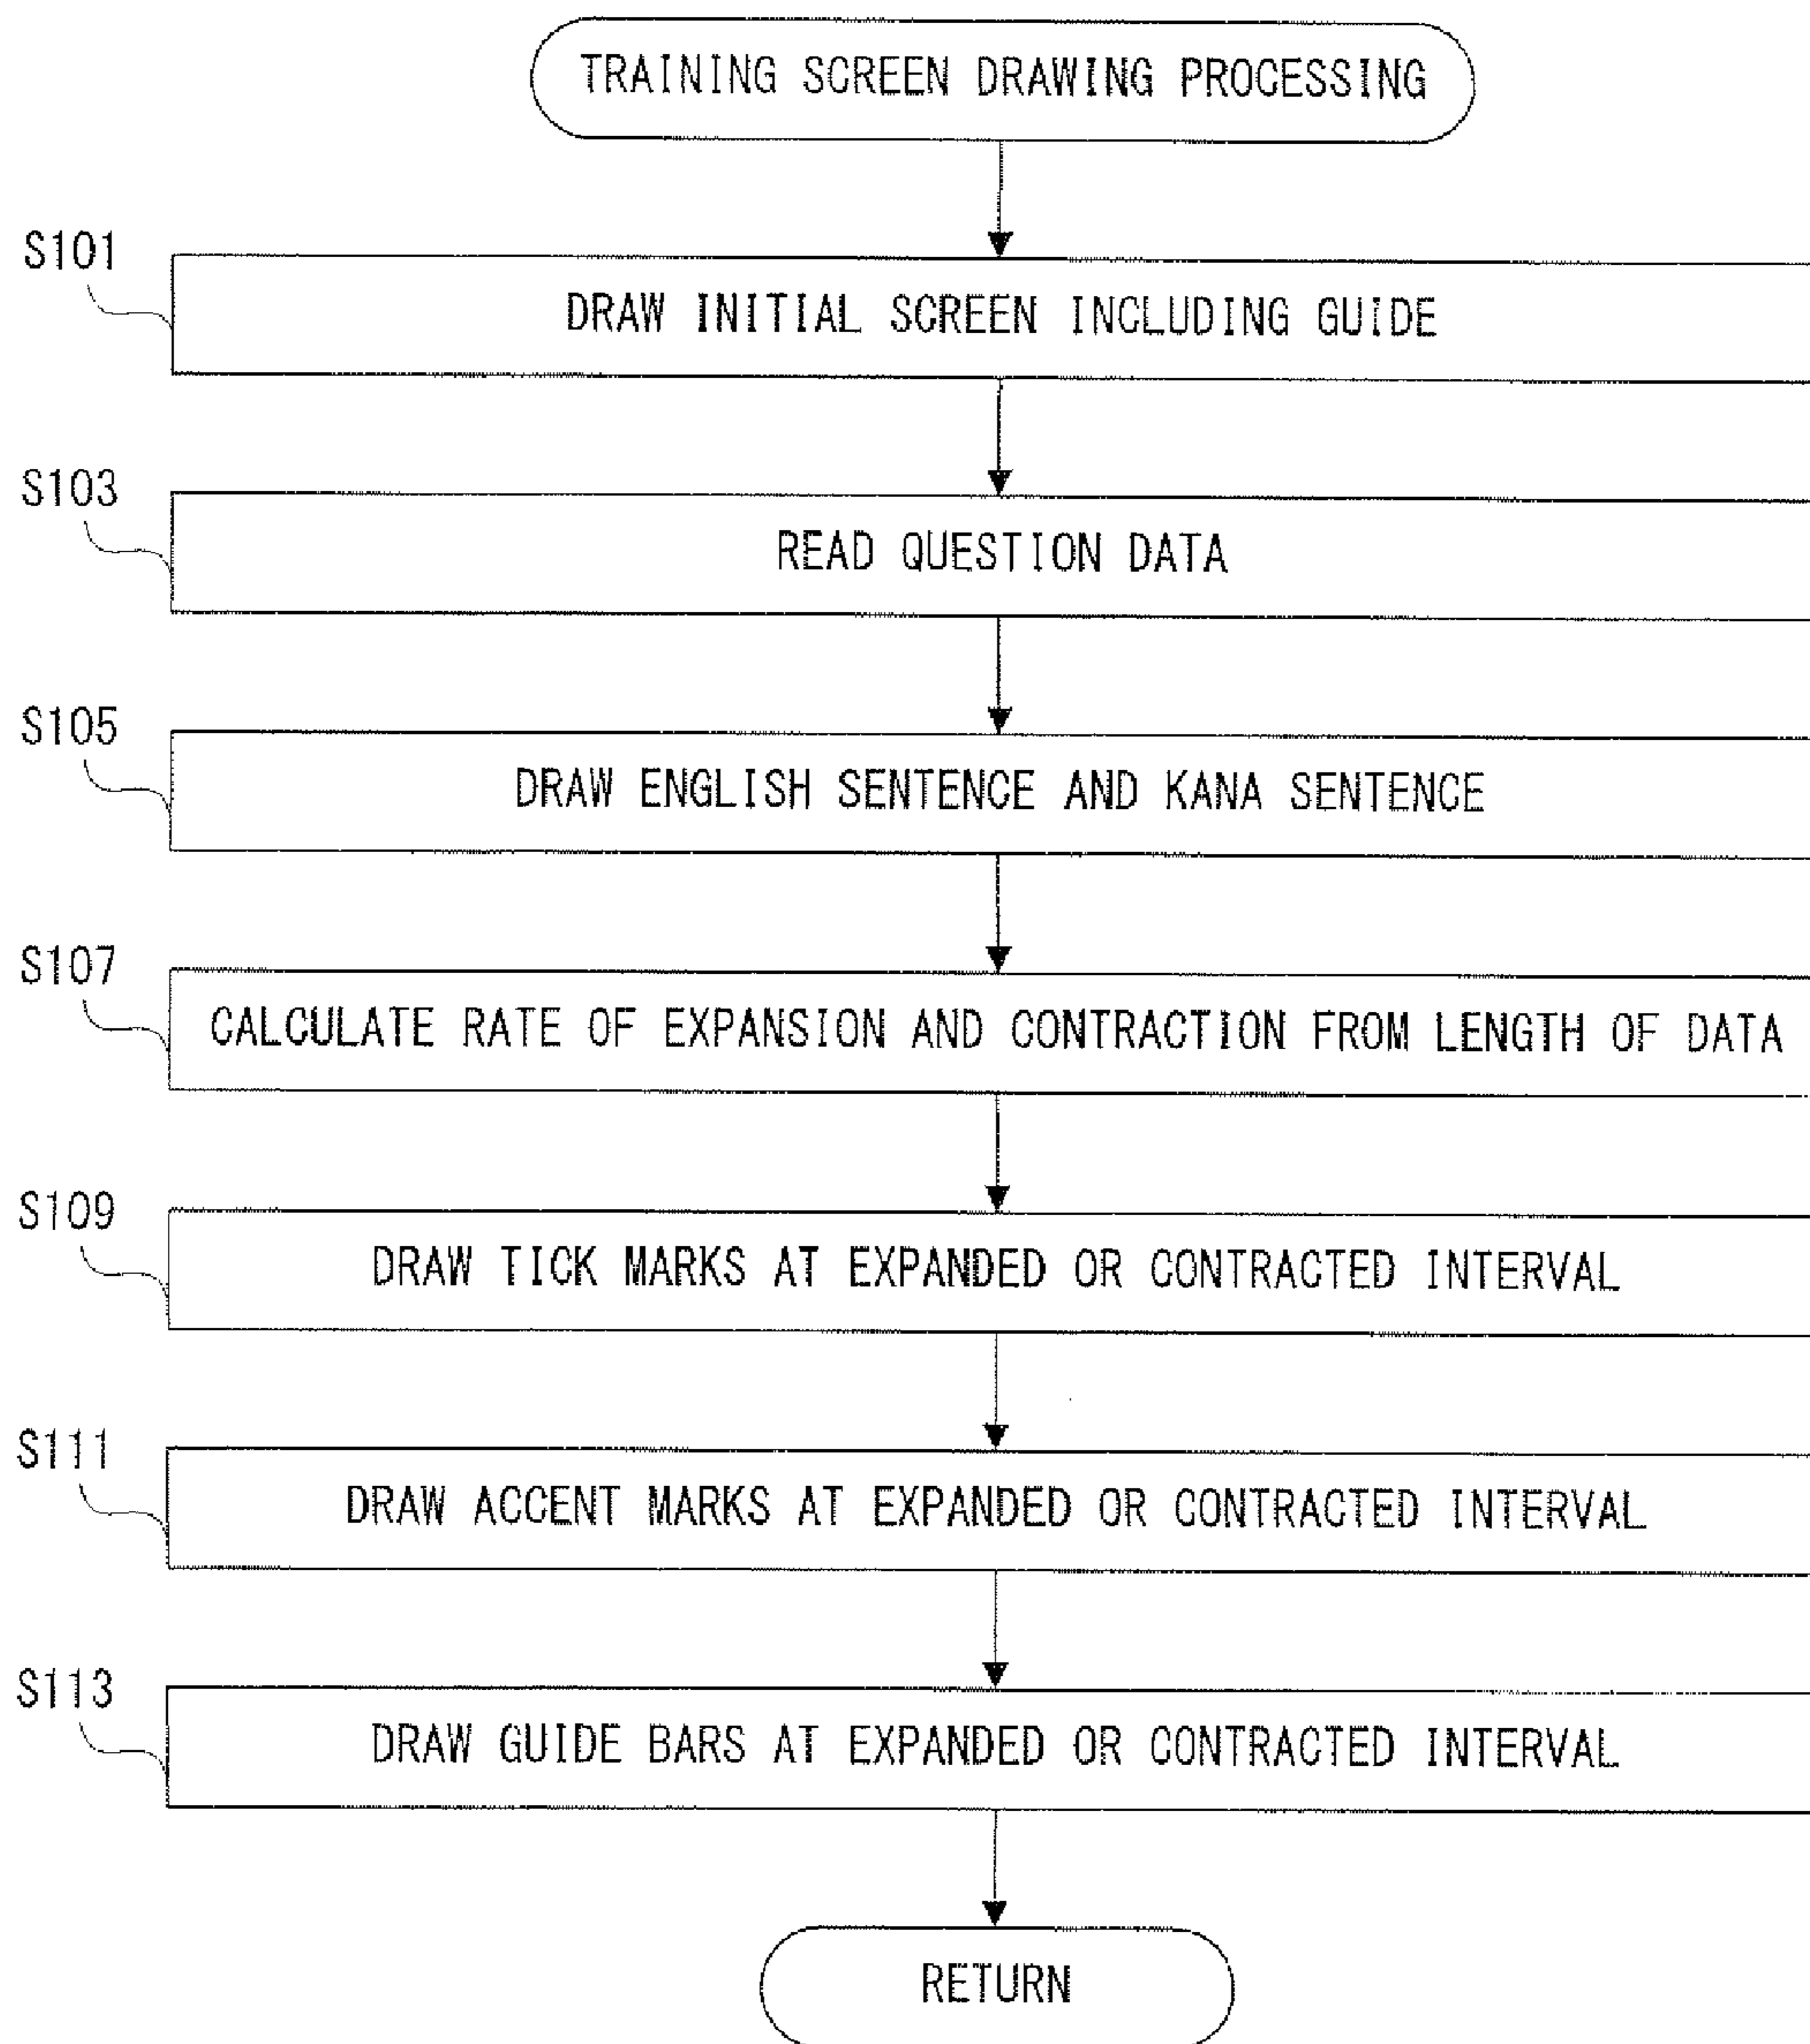 TRAINING SCREEN DRAWING PROCESSING
S101
DRAW INITIAL SCREEN INCLUDING GUIDE
S103
READ QUESTION DATA
S105
DRAW ENGLISH SENTENCE AND KANA SENTENCE
S107
CALCULATE RATE OF EXPANSION AND CONTRACTION FROM LENGTH OF DATA
S109
DRAW TICK MARKS AT EXPANDED OR CONTRACTED INTERVAL
S111
DRAW ACCENT MARKS AT EXPANDED OR CONTRACTED INTERVAL
S113
DRAW GUIDE BARS AT EXPANDED OR CONTRACTED INTERVAL
RETURN